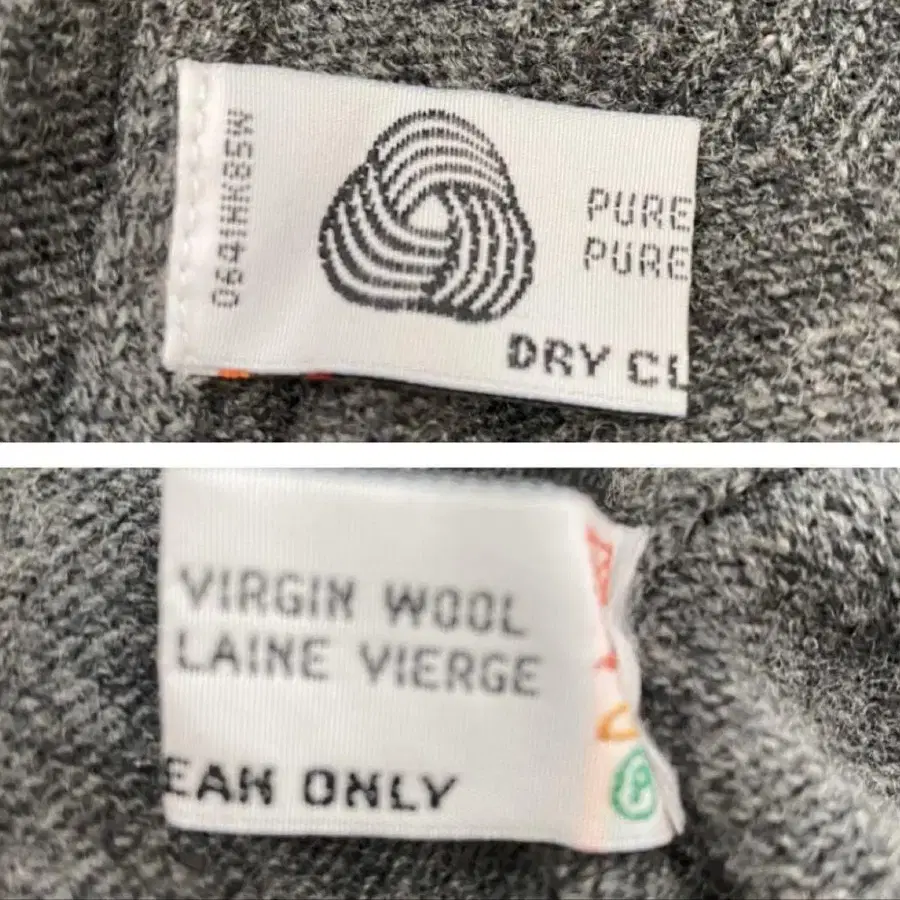 0641HK85W
PURE
PURE
DRY CL
VIRGIN WOOL
LAINE VIERGE
EAN ONLY
P